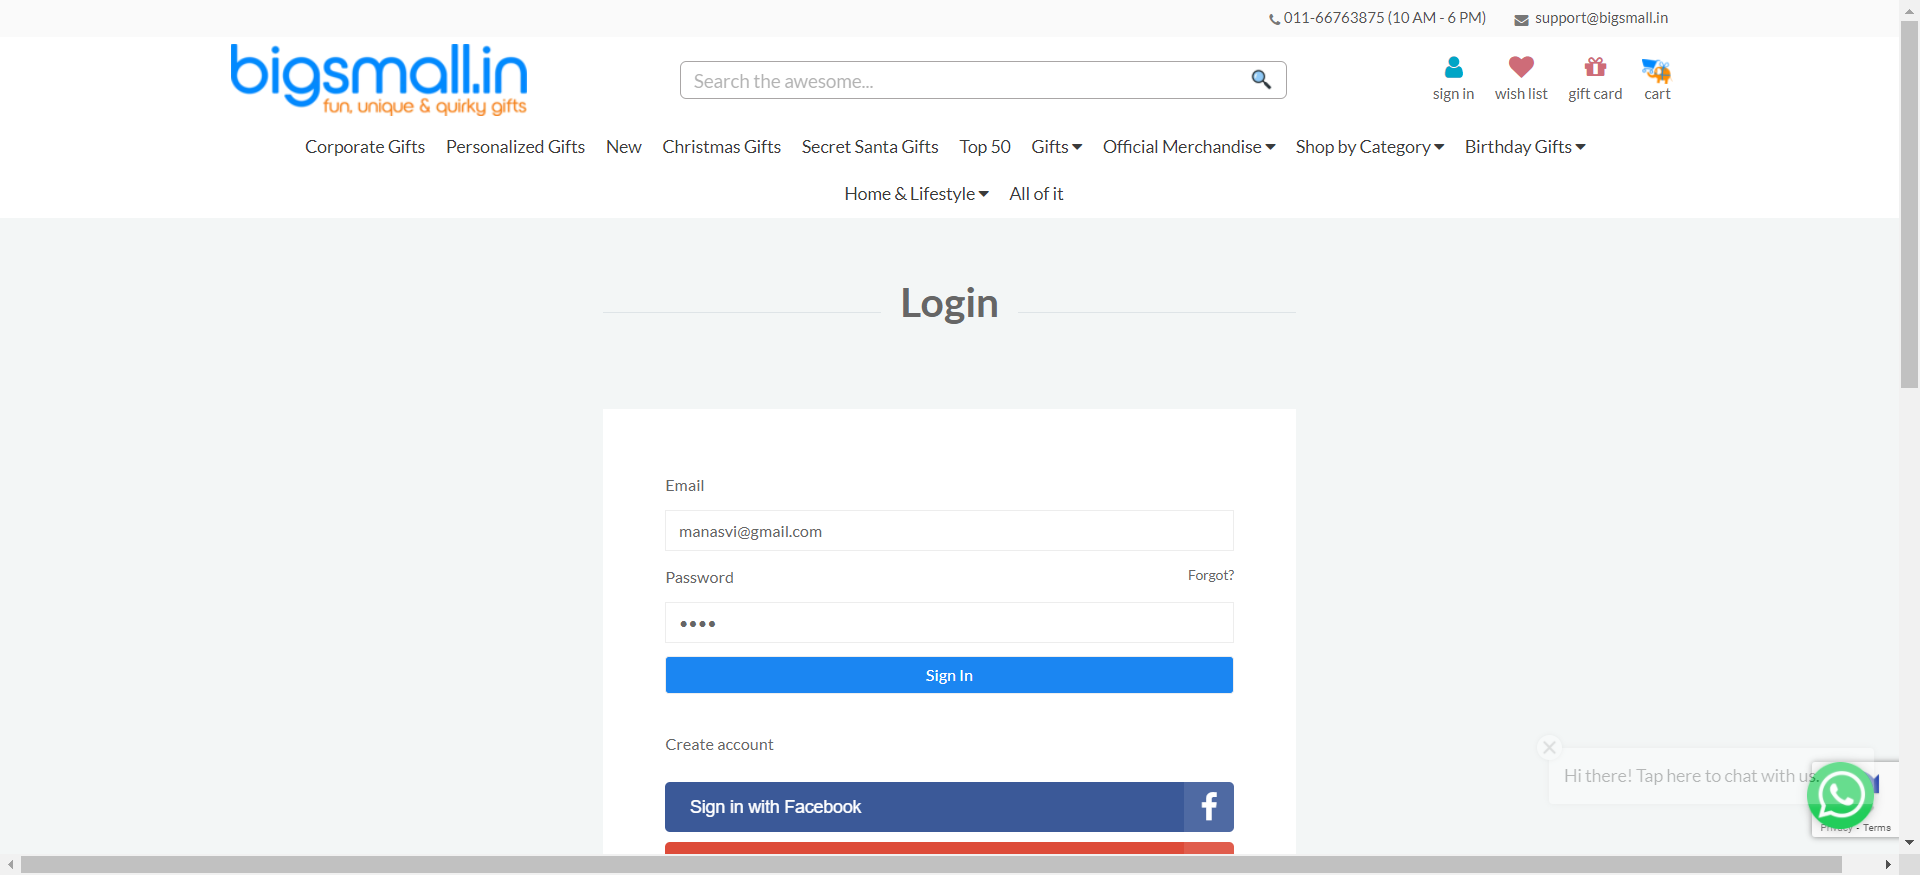 011-66763875 (10 AM - 6 PM) support@bigsmall.in
bigsmall.in
fun, unique & quirky gifts
Search the awesome...
sign in wish list gift card cart
Corporate Gifts Personalized Gifts New Christmas Gifts Secret Santa Gifts Top 50 Gifts Official Merchandise Shop by Category Birthday Gifts
Home & Lifestyle All of it
Login
Email
manasvi@gmail.com
Password Forgot?
Sign In
Create account
Sign in with Facebook
Hi there! Tap here to chat with us.
Privacy - Terms